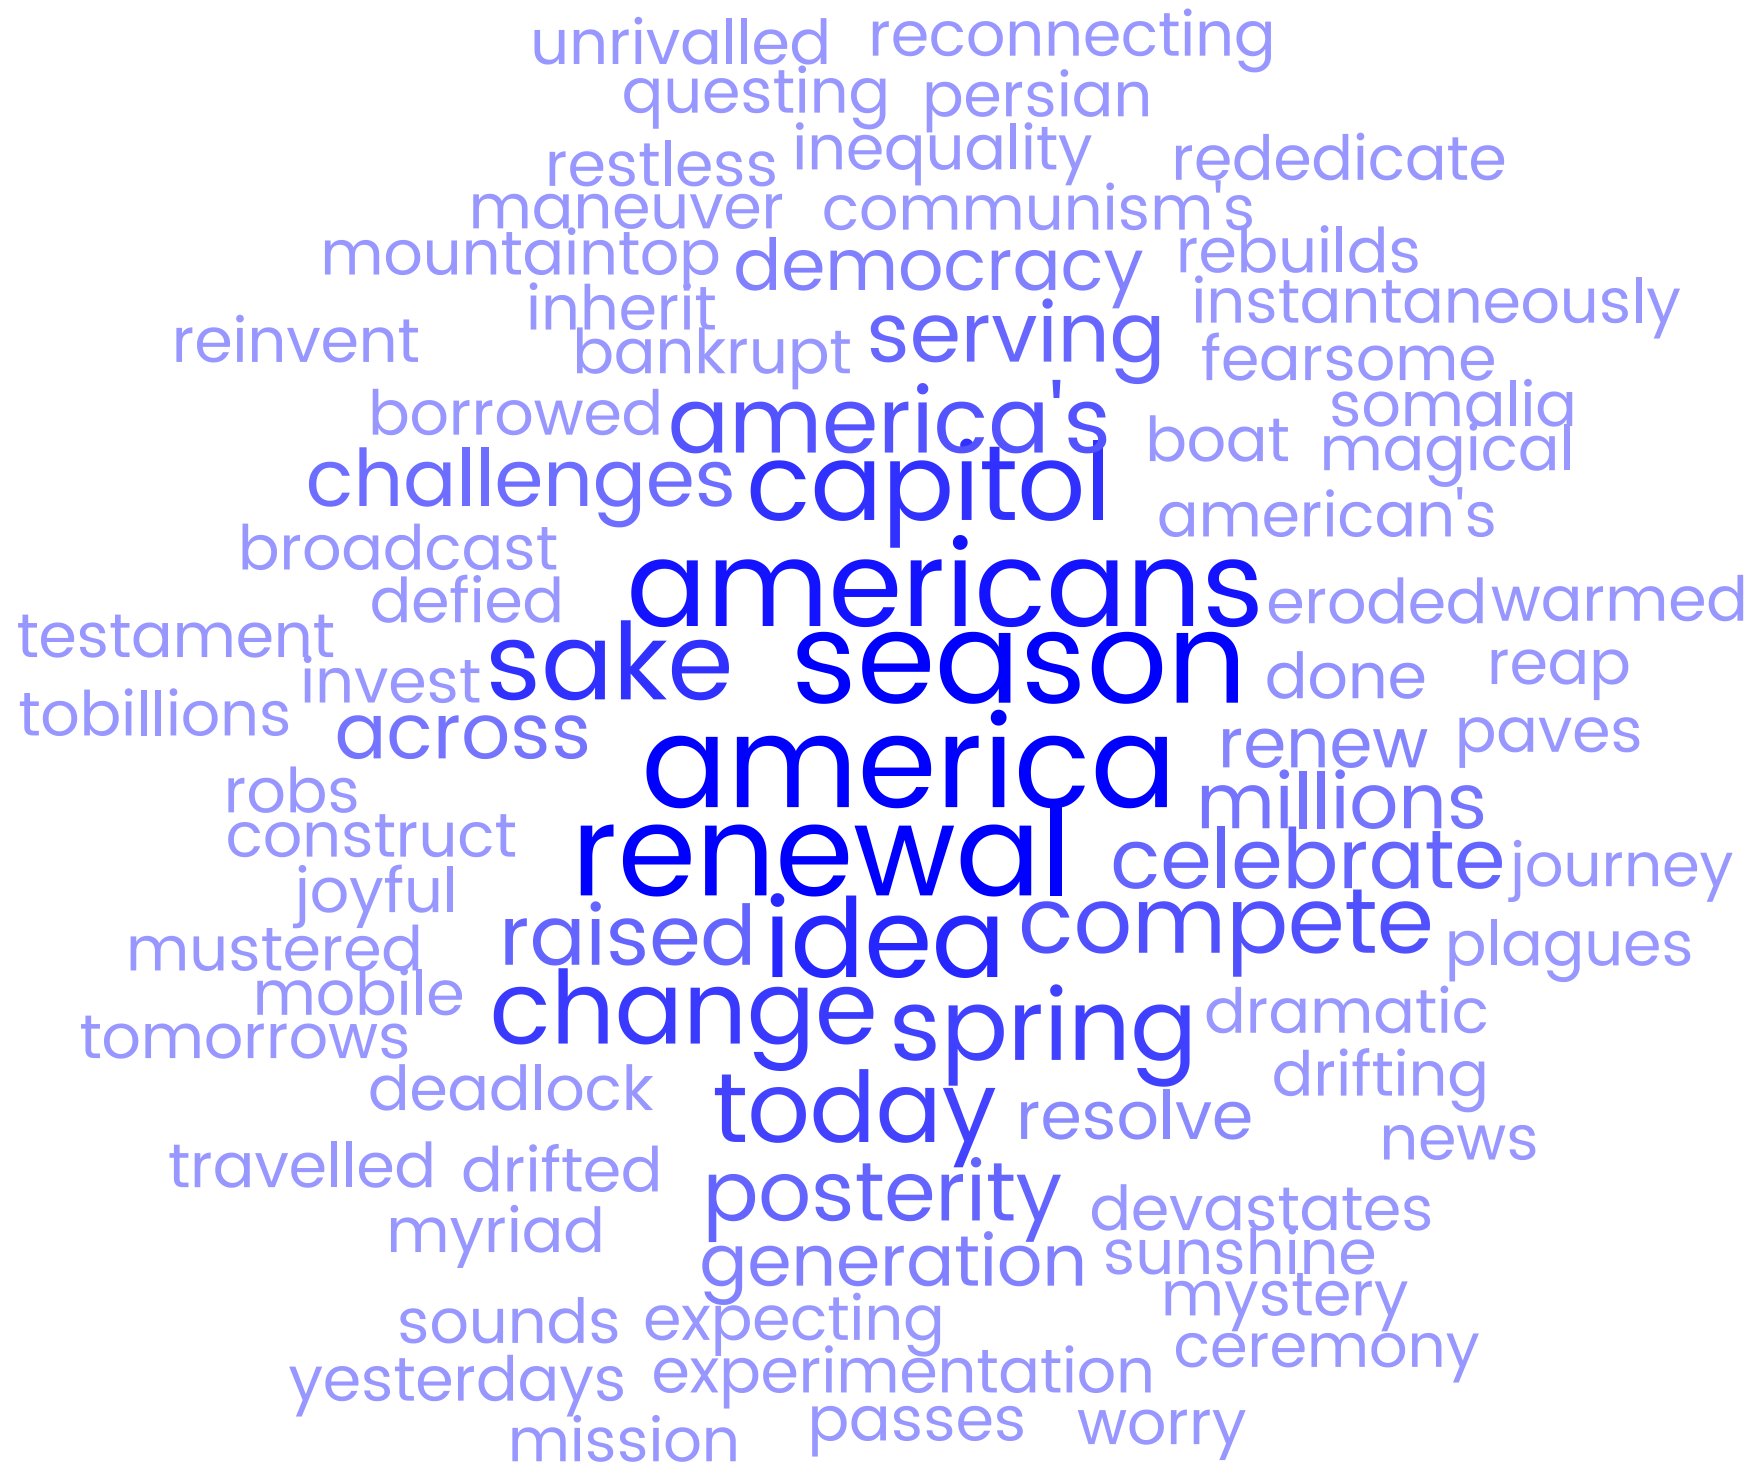 unrivalled reconnecting
questing persian
restless inequality rededicate
maneuver communism's
mountaintop democracy rebuilds
inherit serving instantaneously
reinvent bankrupt fearsome
borrowed america's boat somalia
challenges capitol magical
american's
broadcast americans
defied eroded warmed
testament sake season done reap
invest
tobillions across renew paves
america
robs millions
construct renewal celebrate journey
joyful
mustered raised idea compete plagues
mobile change spring dramatic
tomorrows
deadlock today resolve drifting
news
travelled drifted posterity devastates
myriad generation sunshine
mystery
sounds expecting ceremony
yesterdays experimentation
mission passes worry